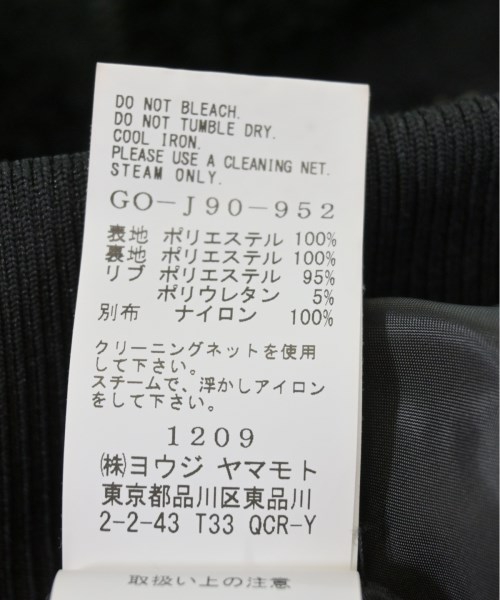 DO NOT BLEACH.
DO NOT TUMBLE DRY.
COOL IRON.
PLEASE USE A CLEANING NET.
STEAM ONLY.
GO－J90－952
表地 ポリエステル 100%
裏地 ポリエステル 100%
リブ ポリエステル 95%
ポリウレタン 5%
別布 ナイロン 100%
クリーニングネットを使用
して下さい。
スチームで、浮かしアイロン
をして下さい。
1209
㈱ヨウジ ヤマモト
東京都品川区東品川
2-2-43 T33 QCR-Y
取扱い上の注意